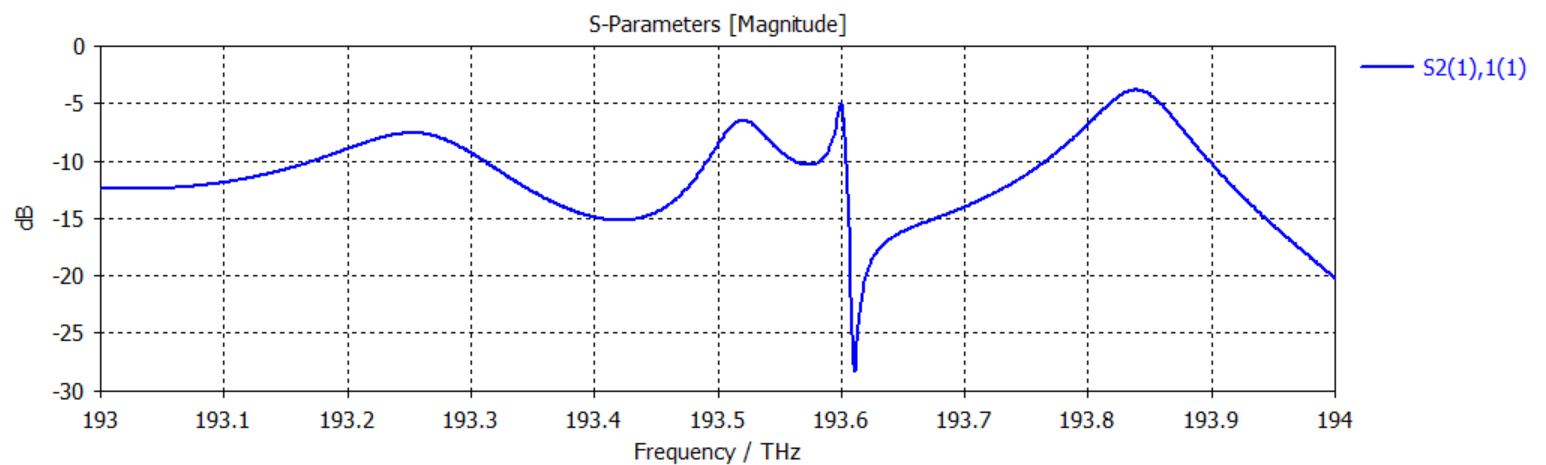 S-Parameters [Magnitude]
0
-5
-10
-15
-20
-25
-30
dB
193 193.1 193.2 193.3 193.4 193.5 193.6 193.7 193.8 193.9 194
Frequency / THz
S2(1),1(1)